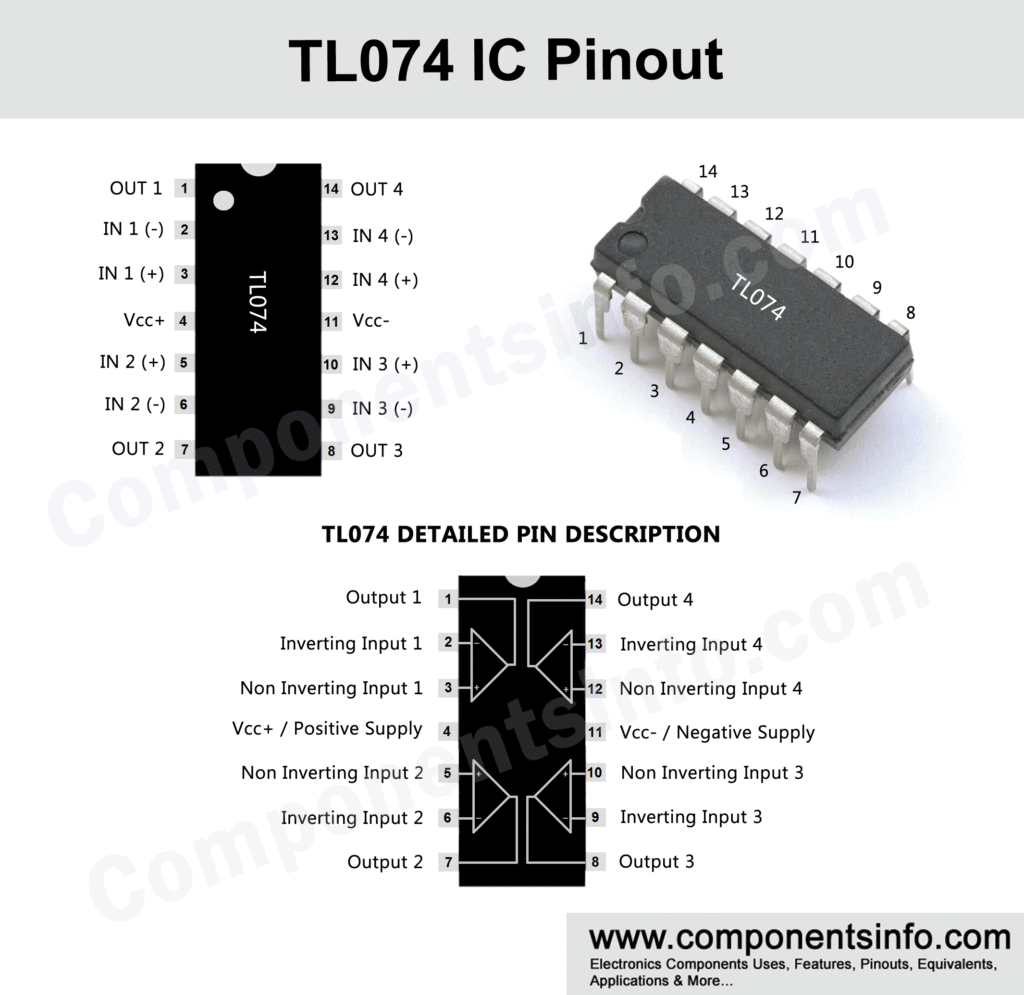 TL074 IC Pinout
OUT 1 1
IN 1 (-) 2
IN 1 (+) 3
Vcc+ 4
IN 2 (+) 5
IN 2 (-) 6
OUT 2 7
TL074
14 OUT 4
13 IN 4 (-)
12 IN 4 (+)
11 Vcc-
10 IN 3 (+)
9 IN 3 (-)
8 OUT 3
14
13
12
11
10
9
8
TL074
1
2
3
4
5
6
7
Componentsinfo.com
TL074 DETAILED PIN DESCRIPTION
Output 1 1
Inverting Input 1 2 -
Non Inverting Input 1 3 +
Vcc+ / Positive Supply 4
Non Inverting Input 2 5 +
Inverting Input 2 6 -
Output 2 7
14 Output 4
- 13 Inverting Input 4
+ 12 Non Inverting Input 4
11 Vcc- / Negative Supply
+ 10 Non Inverting Input 3
- 9 Inverting Input 3
8 Output 3
Componentsinfo.com
www.componentsinfo.com
Electronics Components Uses, Features, Pinouts, Equivalents,
Applications & More...